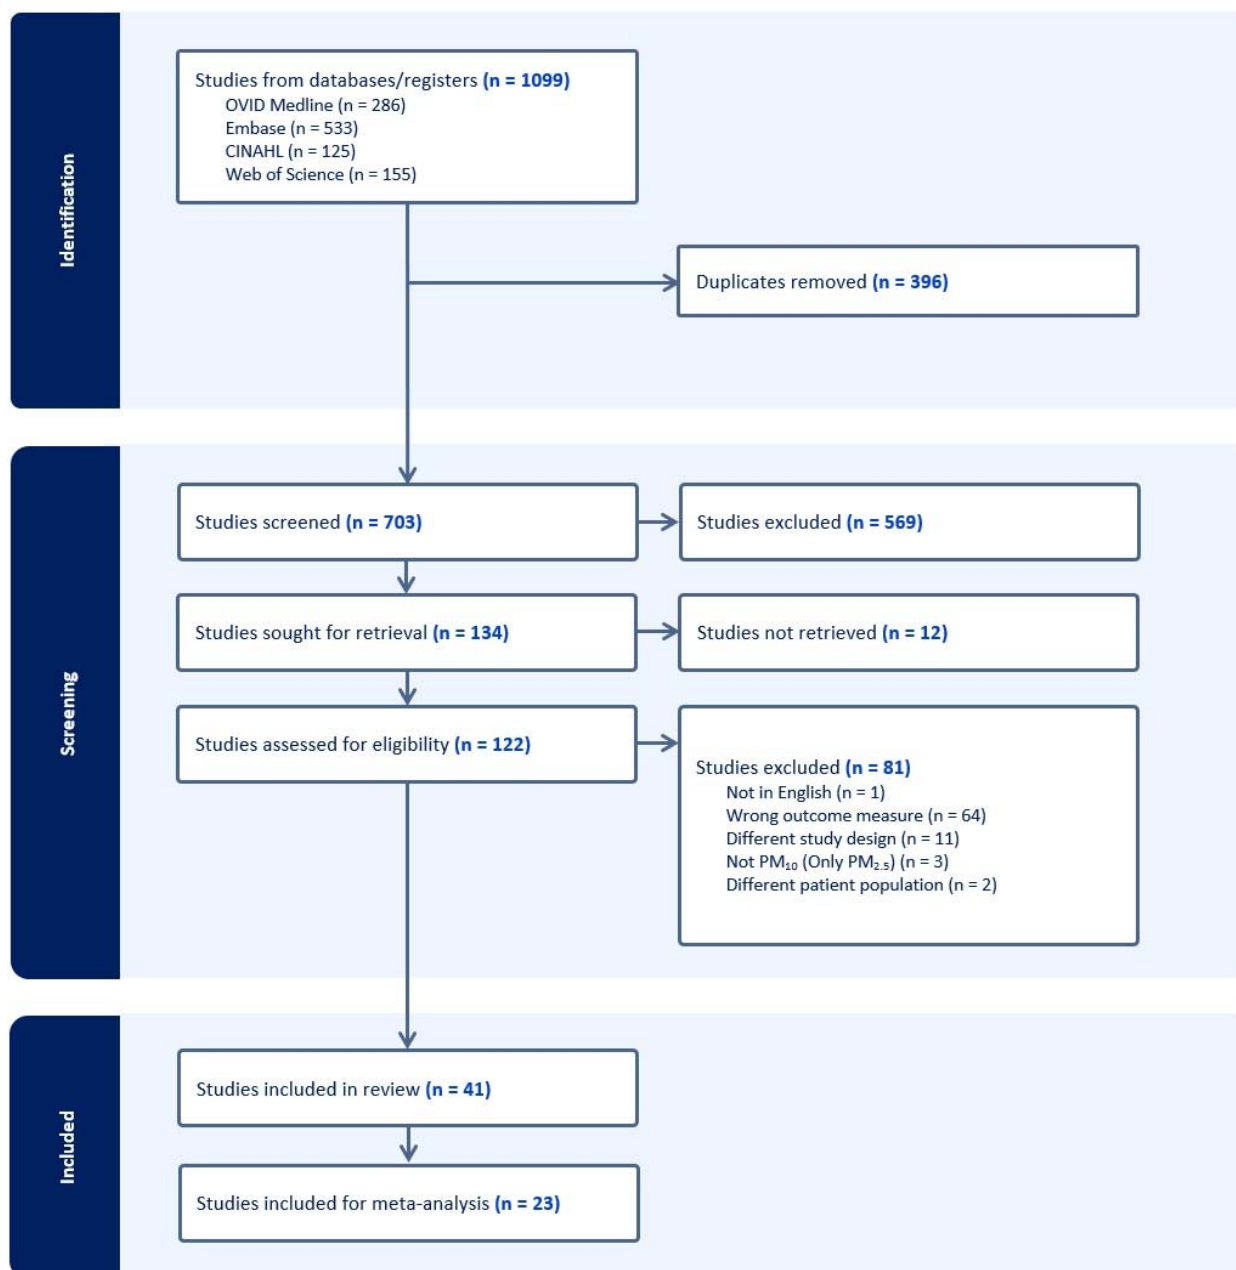 Identification
Studies from databases/registers (n = 1099)
OVID Medline (n = 286)
Embase (n = 533)
CINAHL (n = 125)
Web of Science (n = 155)
Duplicates removed (n = 396)
Screening
Studies screened (n = 703)
Studies excluded (n = 569)
Studies sought for retrieval (n = 134)
Studies not retrieved (n = 12)
Studies assessed for eligibility (n = 122)
Studies excluded (n = 81)
Not in English (n = 1)
Wrong outcome measure (n = 64)
Different study design (n = 11)
Not PM₁₀ (Only PM₂.₅) (n = 3)
Different patient population (n = 2)
Included
Studies included in review (n = 41)
Studies included for meta-analysis (n = 23)